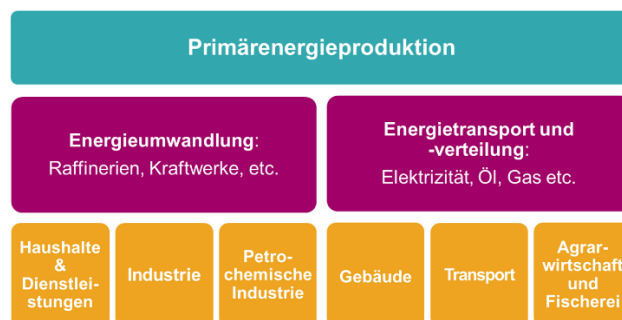 Primärenergieproduktion
Energieumwandlung:
Raffinerien, Kraftwerke, etc.
Energietransport und
-verteilung:
Elektrizität, Öl, Gas etc.
Haushalte
&
Dienstlei-
stungen
Industrie
Petro-
chemische
Industrie
Gebäude
Transport
Agrar-
wirtschaft
und
Fischerei